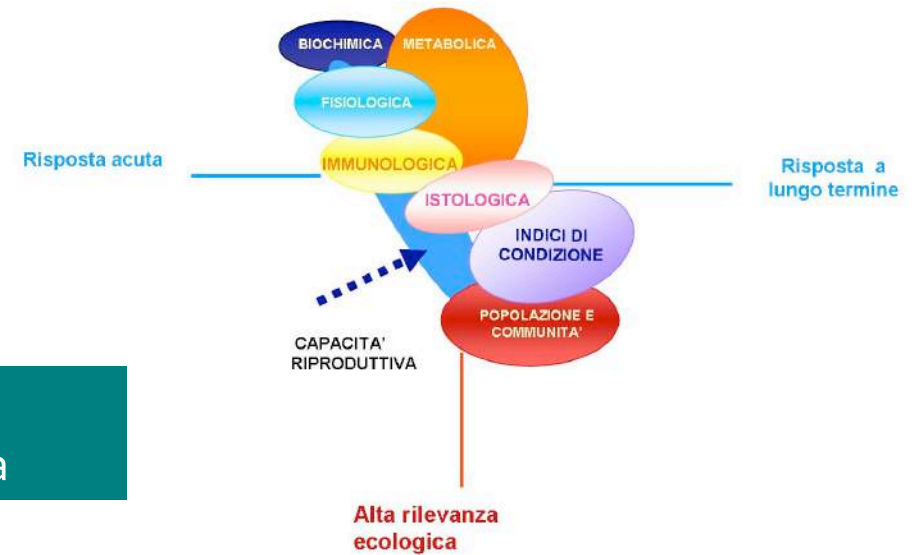 BIOCHIMICA
METABOLICA
FISIOLOGICA
Risposta acuta
IMMUNOLOGICA
Risposta a
lungo termine
ISTOLOGICA
INDICI DI
CONDIZIONE
POPOLAZIONE E
COMMUNITA'
CAPACITA'
RIPRODUTTIVA
a
Alta rilevanza
ecologica